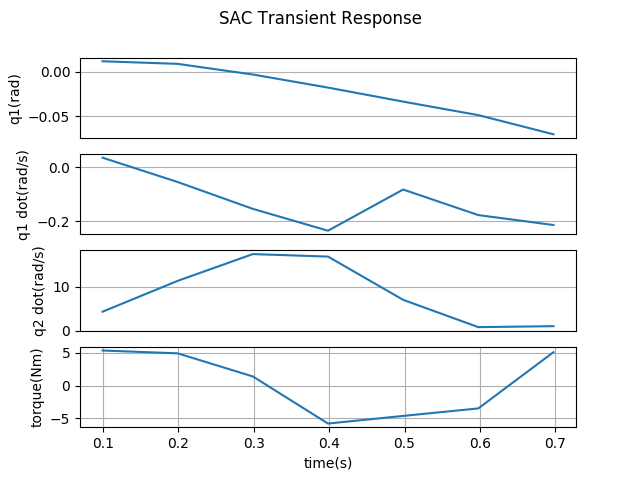 SAC Transient Response
q1(rad)
0.00
−0.05
q1 dot(rad/s)
0.0
−0.2
q2 dot(rad/s)
10
0
torque(Nm)
5
0
−5
0.1 0.2 0.3 0.4 0.5 0.6 0.7
time(s)